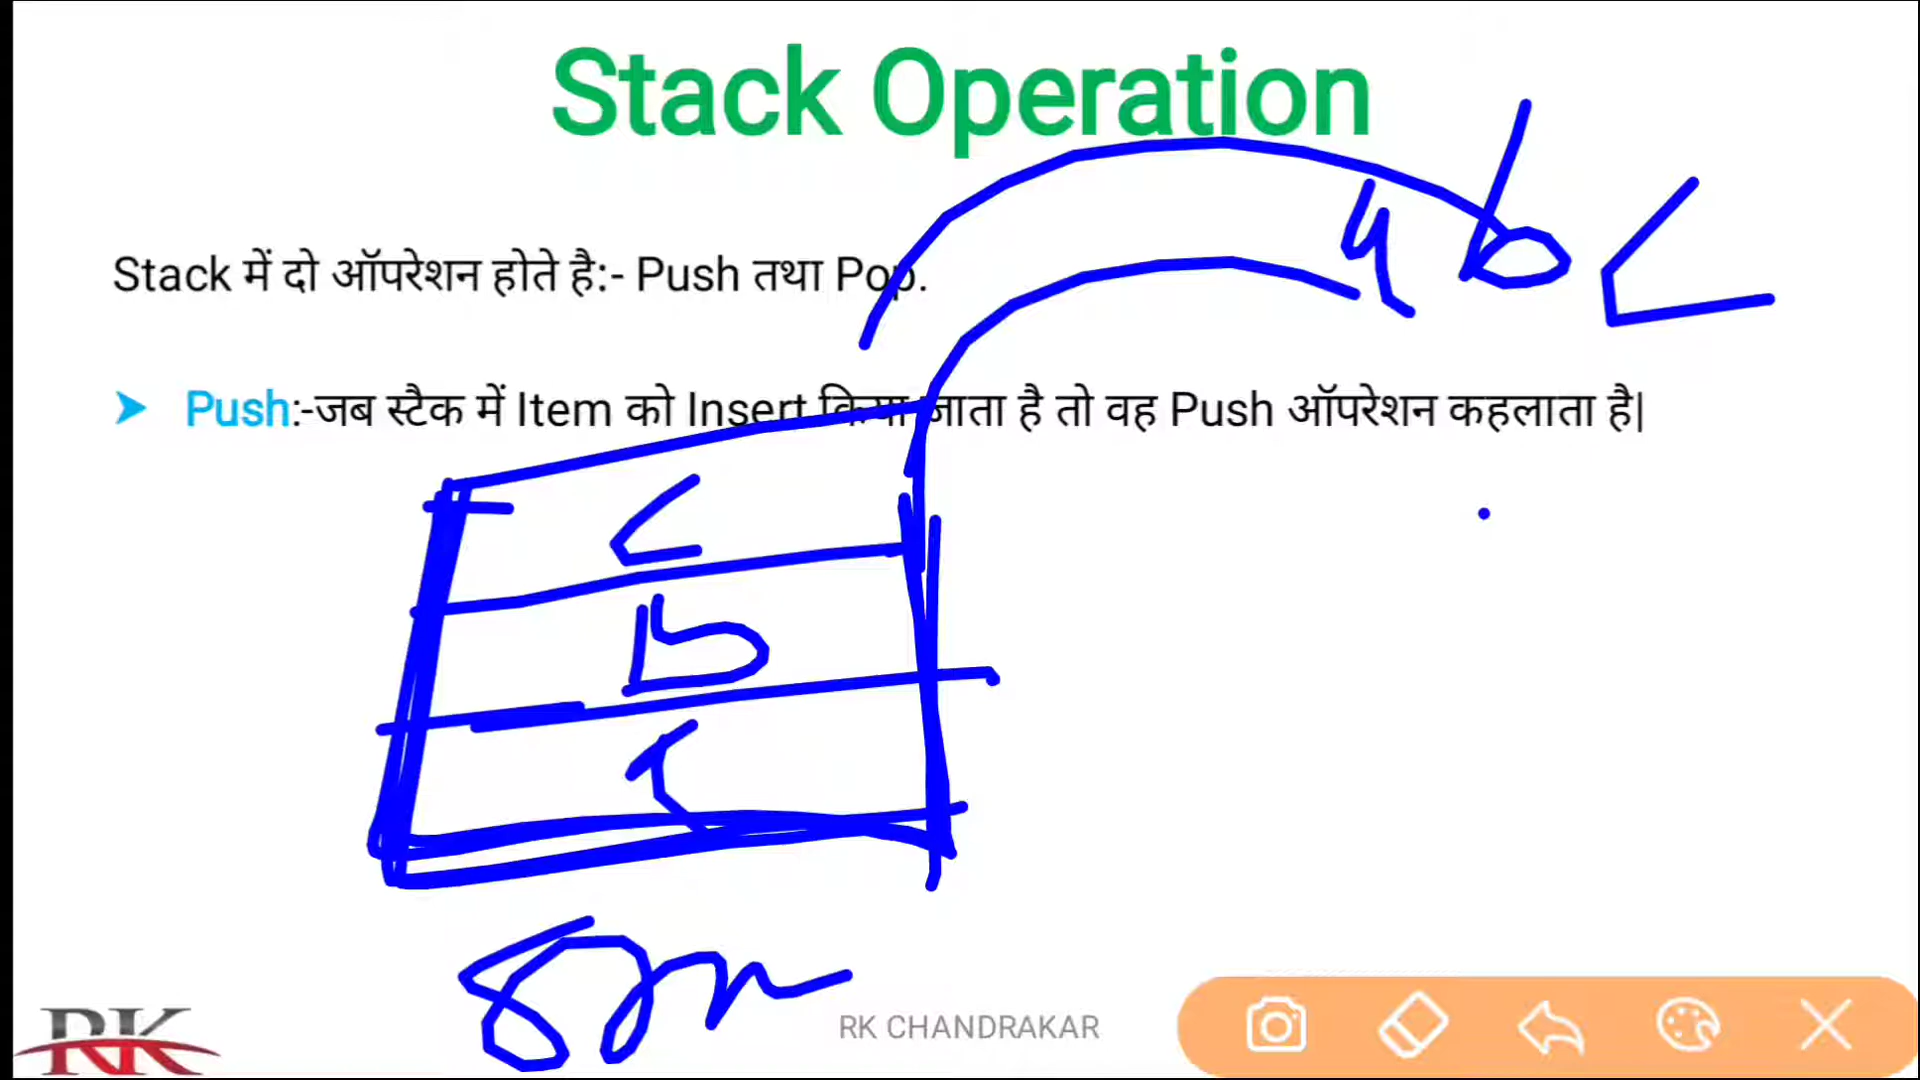 Stack Operation
a b c
Stack में दो ऑपरेशन होते है:- Push तथा Pop.
➤ Push:-जब स्टैक में Item को Insert किया जाता है तो वह Push ऑपरेशन कहलाता है|
c
b
RK
RK CHANDRAKAR